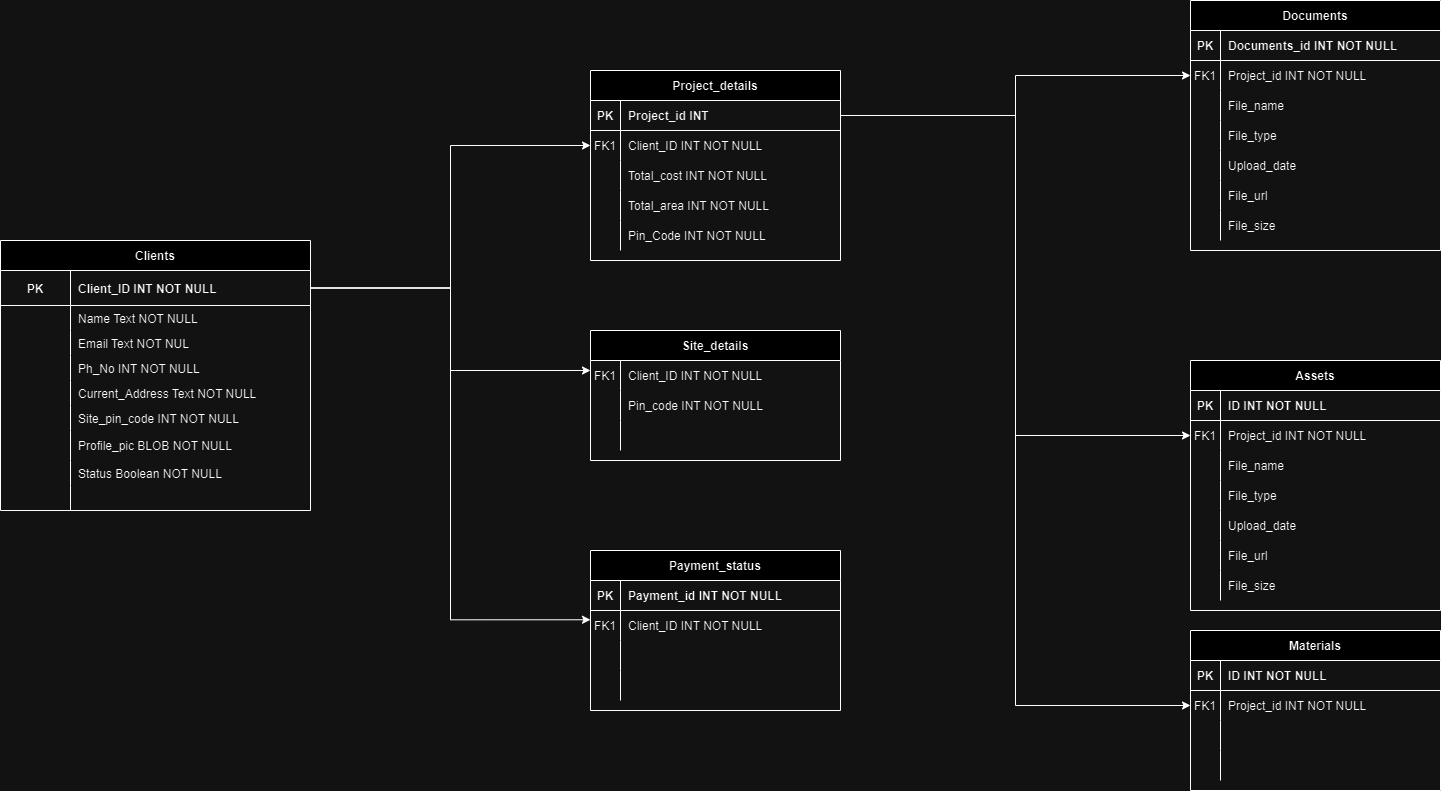 Clients
PK Client_ID INT NOT NULL
Name Text NOT NULL
Email Text NOT NUL
Ph_No INT NOT NULL
Current_Address Text NOT NULL
Site_pin_code INT NOT NULL
Profile_pic BLOB NOT NULL
Status Boolean NOT NULL
Project_details
PK Project_id INT
FK1 Client_ID INT NOT NULL
Total_cost INT NOT NULL
Total_area INT NOT NULL
Pin_Code INT NOT NULL
Site_details
FK1 Client_ID INT NOT NULL
Pin_code INT NOT NULL
Payment_status
PK Payment_id INT NOT NULL
FK1 Client_ID INT NOT NULL
Documents
PK Documents_id INT NOT NULL
FK1 Project_id INT NOT NULL
File_name
File_type
Upload_date
File_url
File_size
Assets
PK ID INT NOT NULL
FK1 Project_id INT NOT NULL
File_name
File_type
Upload_date
File_url
File_size
Materials
PK ID INT NOT NULL
FK1 Project_id INT NOT NULL